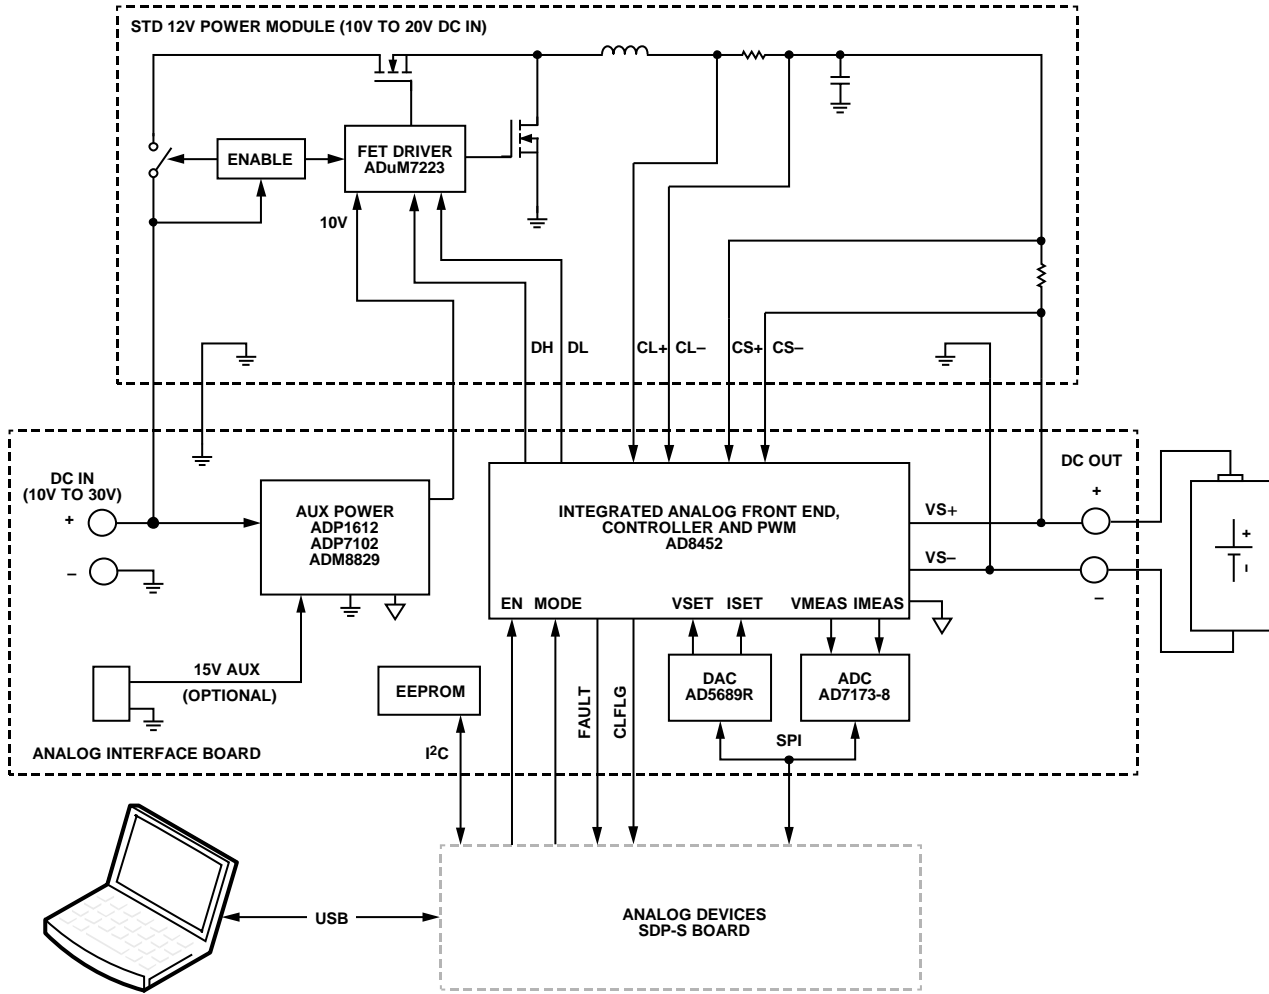 STD 12V POWER MODULE (10V TO 20V DC IN)
ENABLE
FET DRIVER
ADuM7223
10V
DH
DL
CL+
CL–
CS+
CS–
DC IN
(10V TO 30V)
+
–
AUX POWER
ADP1612
ADP7102
ADM8829
INTEGRATED ANALOG FRONT END,
CONTROLLER AND PWM
AD8452
VS+
VS–
DC OUT
+
–
+
–
EN
MODE
VSET
ISET
VMEAS
IMEAS
15V AUX
(OPTIONAL)
EEPROM
I²C
FAULT
CLFLG
DAC
AD5689R
ADC
AD7173-8
SPI
ANALOG INTERFACE BOARD
USB
ANALOG DEVICES
SDP-S BOARD